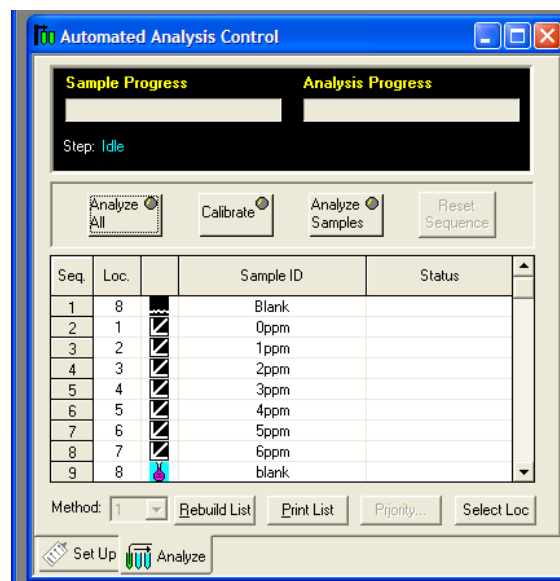 Automated Analysis Control
Sample Progress Analysis Progress
Step: Idle
Analyze All Calibrate Analyze Samples Reset Sequence
Seq. Loc. Sample ID Status
1 8 Blank
2 1 0ppm
3 2 1ppm
4 3 2ppm
5 4 3ppm
6 5 4ppm
7 6 5ppm
8 7 6ppm
9 8 blank
Method: 1 Rebuild List Print List Priority... Select Loc
Set Up Analyze